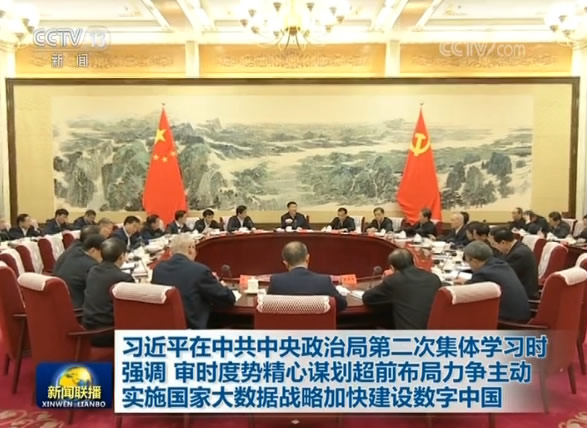 CCTV 13
新闻
CCTV.com
习近平在中共中央政治局第二次集体学习时
强调 审时度势精心谋划超前布局力争主动
实施国家大数据战略加快建设数字中国
新闻联播
XINWEN LIANBO